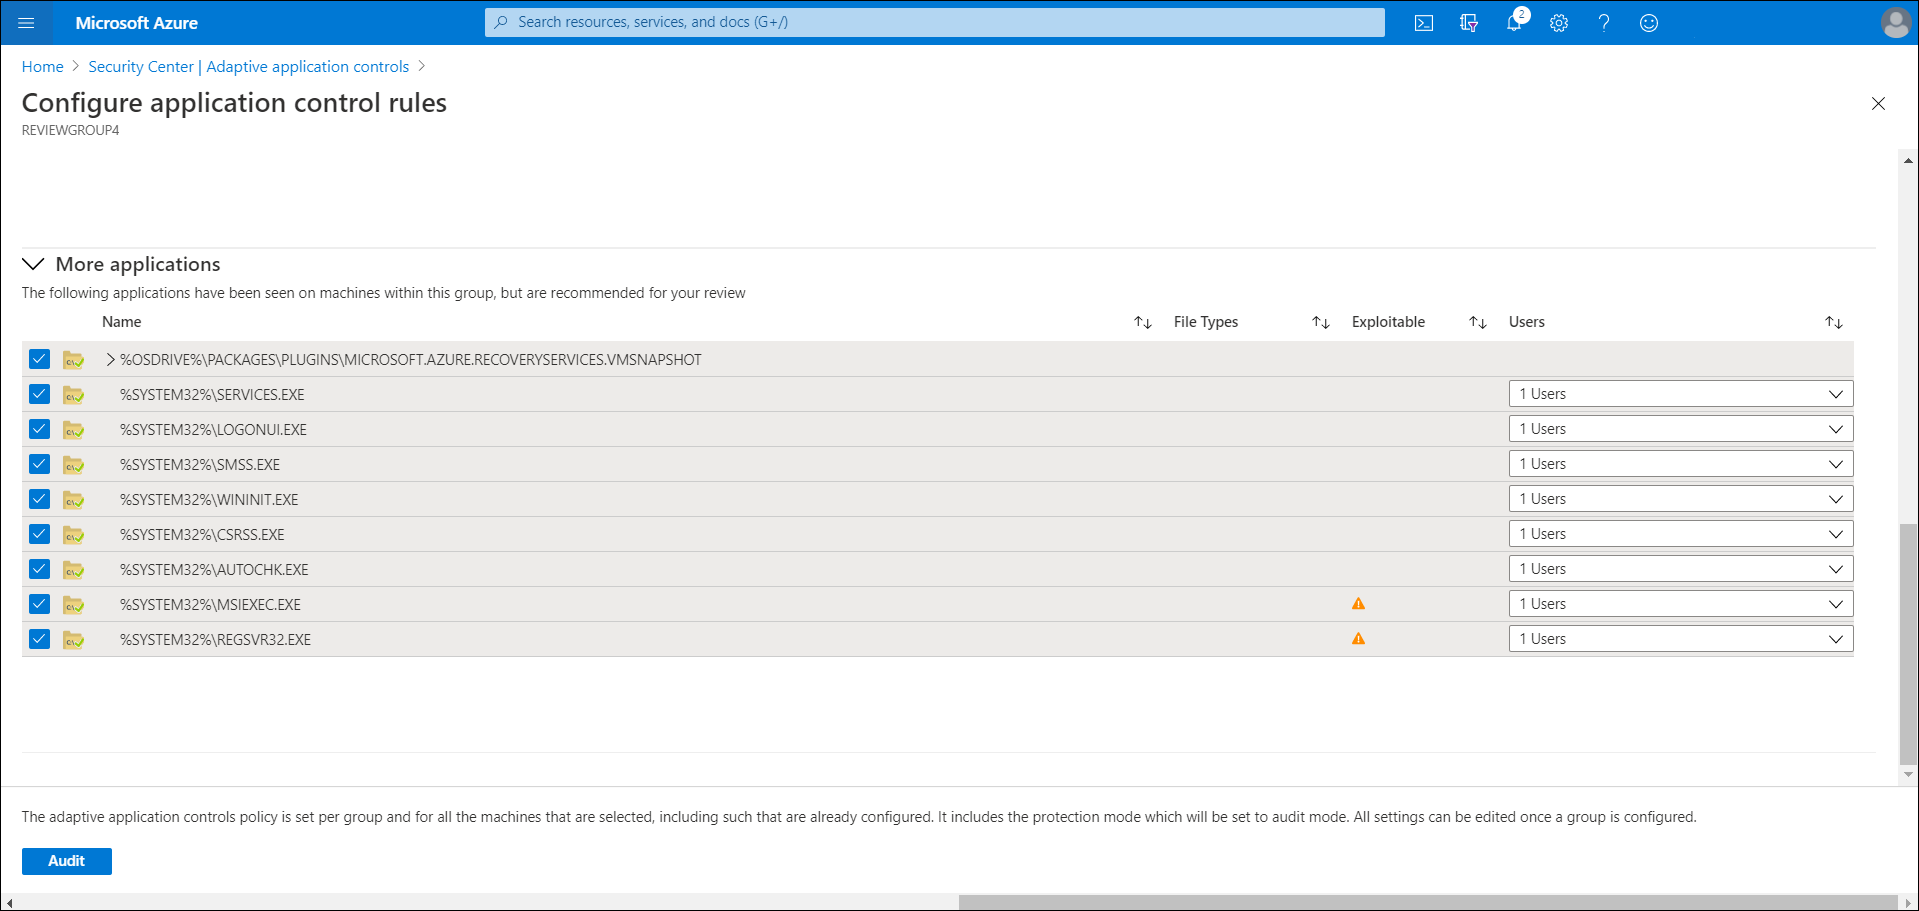 Microsoft Azure
Search resources, services, and docs (G+/)
2
Home > Security Center | Adaptive application controls >
Configure application control rules
REVIEWGROUP4
More applications
The following applications have been seen on machines within this group, but are recommended for your review
Name File Types Exploitable Users
%OSDRIVE%\PACKAGES\PLUGINS\MICROSOFT.AZURE.RECOVERYSERVICES.VMSNAPSHOT
%SYSTEM32%\SERVICES.EXE 1 Users
%SYSTEM32%\LOGONUI.EXE 1 Users
%SYSTEM32%\SMSS.EXE 1 Users
%SYSTEM32%\WININIT.EXE 1 Users
%SYSTEM32%\CSRSS.EXE 1 Users
%SYSTEM32%\AUTOCHK.EXE 1 Users
%SYSTEM32%\MSIEXEC.EXE 1 Users
%SYSTEM32%\REGSVR32.EXE 1 Users
The adaptive application controls policy is set per group and for all the machines that are selected, including such that are already configured. It includes the protection mode which will be set to audit mode. All settings can be edited once a group is configured.
Audit